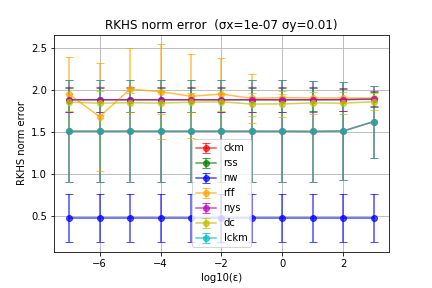 RKHS norm error (σx=1e-07 σy=0.01)
RKHS norm error
2.5
2.0
1.5
1.0
0.5
ckm
rss
nw
rff
nys
dc
lckm
−6
−4
−2
0
2
log10(ε)